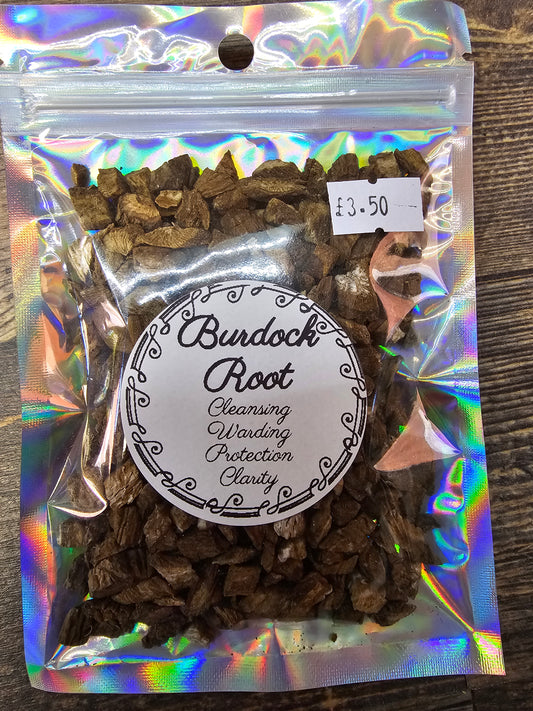 £3.50
Burdock
Root
Cleansing
Warding
Protection
Clarity